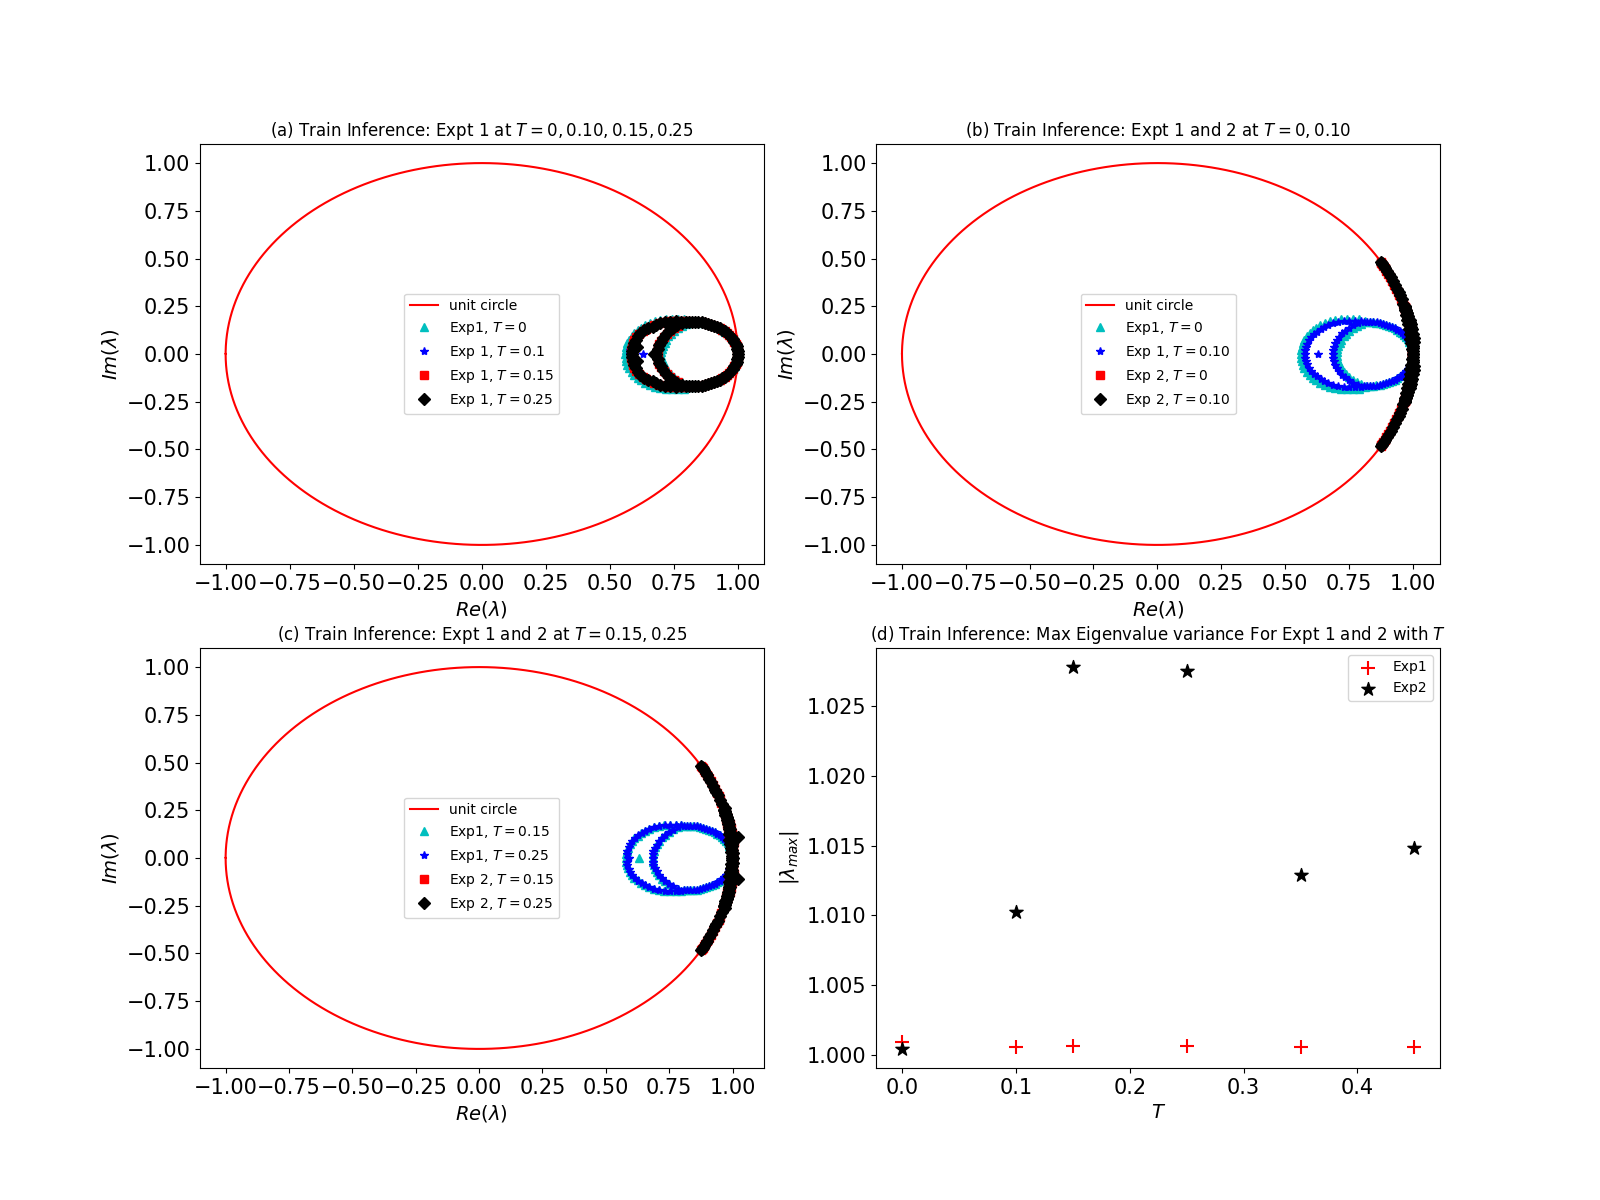 (a) Train Inference: Expt 1 at T = 0, 0.10, 0.15, 0.25
1.00
0.75
0.50
0.25
0.00
−0.25
−0.50
−0.75
−1.00
Im(λ)
unit circle
Exp1, T = 0
Exp 1, T = 0.1
Exp 1, T = 0.15
Exp 1, T = 0.25
−1.00 −0.75 −0.50 −0.25 0.00 0.25 0.50 0.75 1.00
Re(λ)
(b) Train Inference: Expt 1 and 2 at T = 0, 0.10
1.00
0.75
0.50
0.25
0.00
−0.25
−0.50
−0.75
−1.00
Im(λ)
unit circle
Exp1, T = 0
Exp 1, T = 0.10
Exp 2, T = 0
Exp 2, T = 0.10
−1.00 −0.75 −0.50 −0.25 0.00 0.25 0.50 0.75 1.00
Re(λ)
(c) Train Inference: Expt 1 and 2 at T = 0.15, 0.25
1.00
0.75
0.50
0.25
0.00
−0.25
−0.50
−0.75
−1.00
Im(λ)
unit circle
Exp1, T = 0.15
Exp1, T = 0.25
Exp 2, T = 0.15
Exp 2, T = 0.25
−1.00 −0.75 −0.50 −0.25 0.00 0.25 0.50 0.75 1.00
Re(λ)
(d) Train Inference: Max Eigenvalue variance For Expt 1 and 2 with T
Exp1
Exp2
1.025
1.020
1.015
1.010
1.005
1.000
|λmax|
0.0 0.1 0.2 0.3 0.4
T